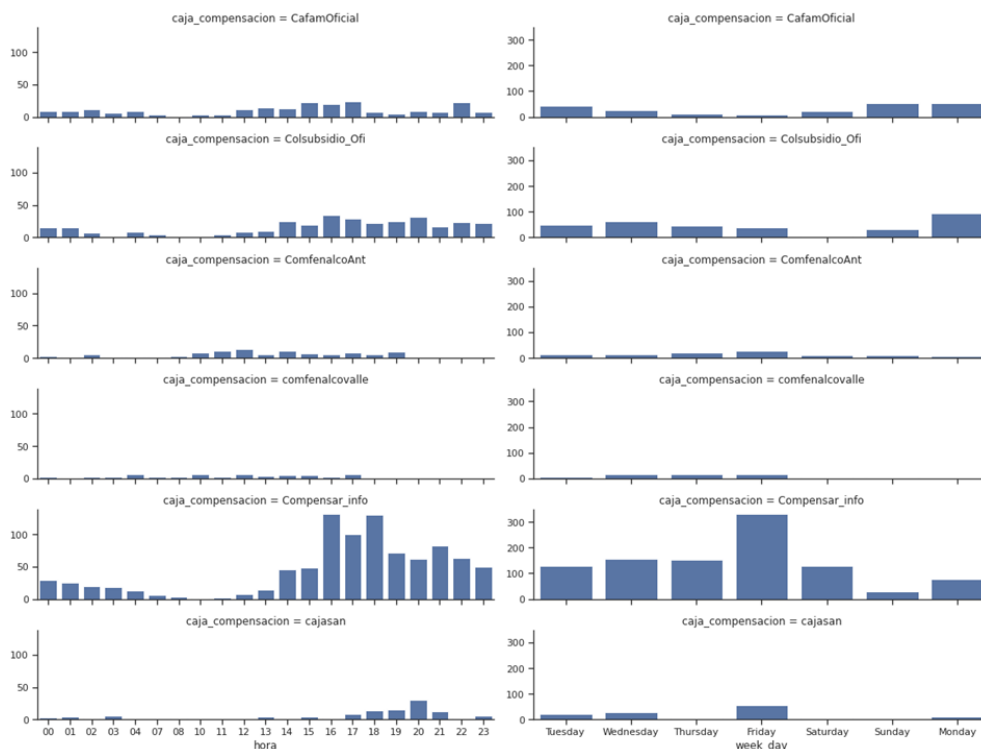 caja_compensacion = CafamOficial
100
50
0
caja_compensacion = CafamOficial
300
200
100
0
caja_compensacion = Colsubsidio_Ofi
100
50
0
caja_compensacion = Colsubsidio_Ofi
300
200
100
0
caja_compensacion = ComfenalcoAnt
100
50
0
caja_compensacion = ComfenalcoAnt
300
200
100
0
caja_compensacion = comfenalcovalle
100
50
0
caja_compensacion = comfenalcovalle
300
200
100
0
caja_compensacion = Compensar_info
100
50
0
caja_compensacion = Compensar_info
300
200
100
0
caja_compensacion = cajasan
100
50
0
00 01 02 03 04 07 08 10 11 12 13 14 15 16 17 18 19 20 21 22 23
hora
caja_compensacion = cajasan
300
200
100
0
Tuesday Wednesday Thursday Friday Saturday Sunday Monday
week_day